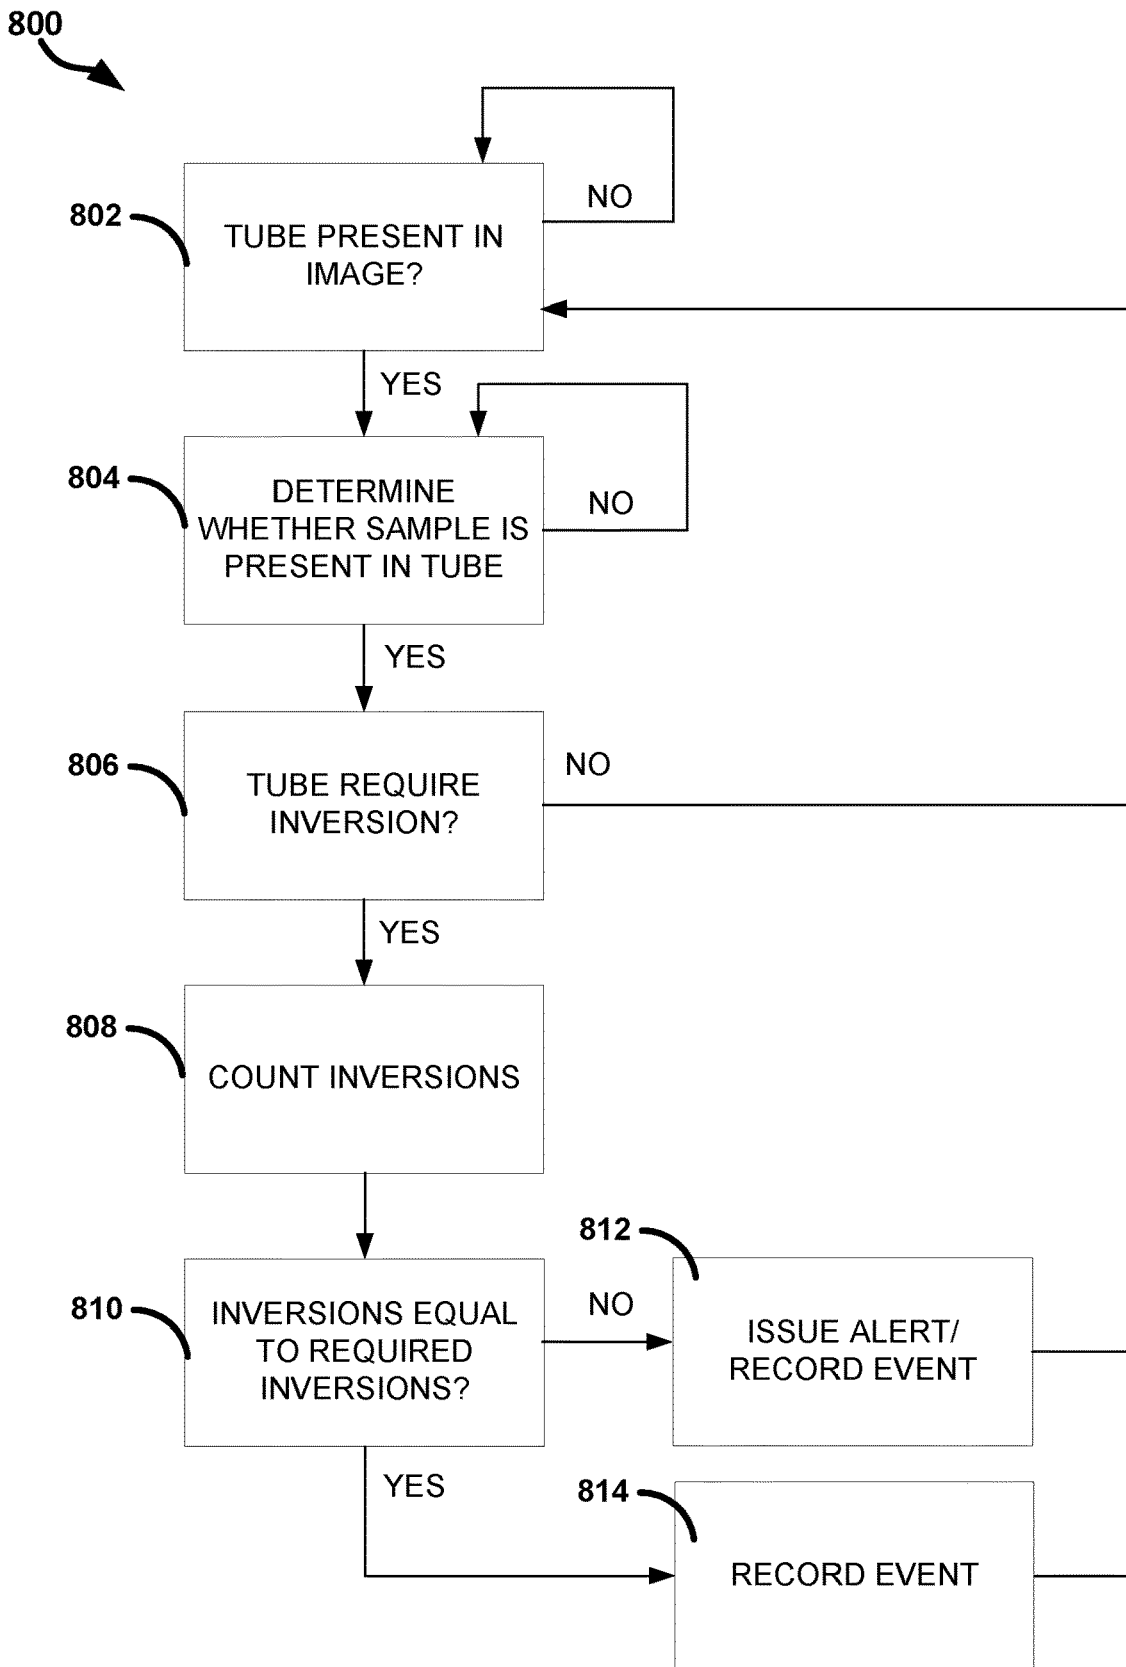 800
NO
802
TUBE PRESENT IN
IMAGE?
YES
804
DETERMINE
WHETHER SAMPLE IS
PRESENT IN TUBE
NO
YES
806
TUBE REQUIRE
INVERSION?
NO
YES
808
COUNT INVERSIONS
810
INVERSIONS EQUAL
TO REQUIRED
INVERSIONS?
NO
812
ISSUE ALERT/
RECORD EVENT
YES
814
RECORD EVENT